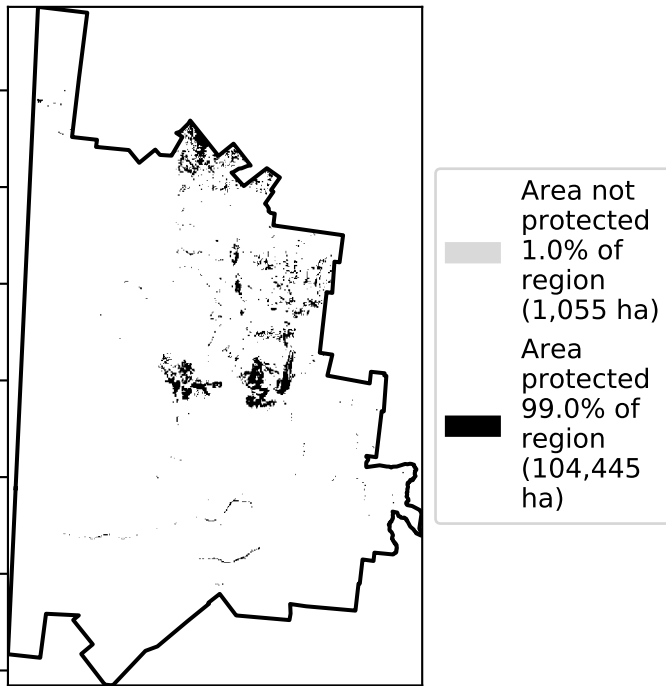 Area not
protected
1.0% of
region
(1,055 ha)
Area
protected
99.0% of
region
(104,445
ha)